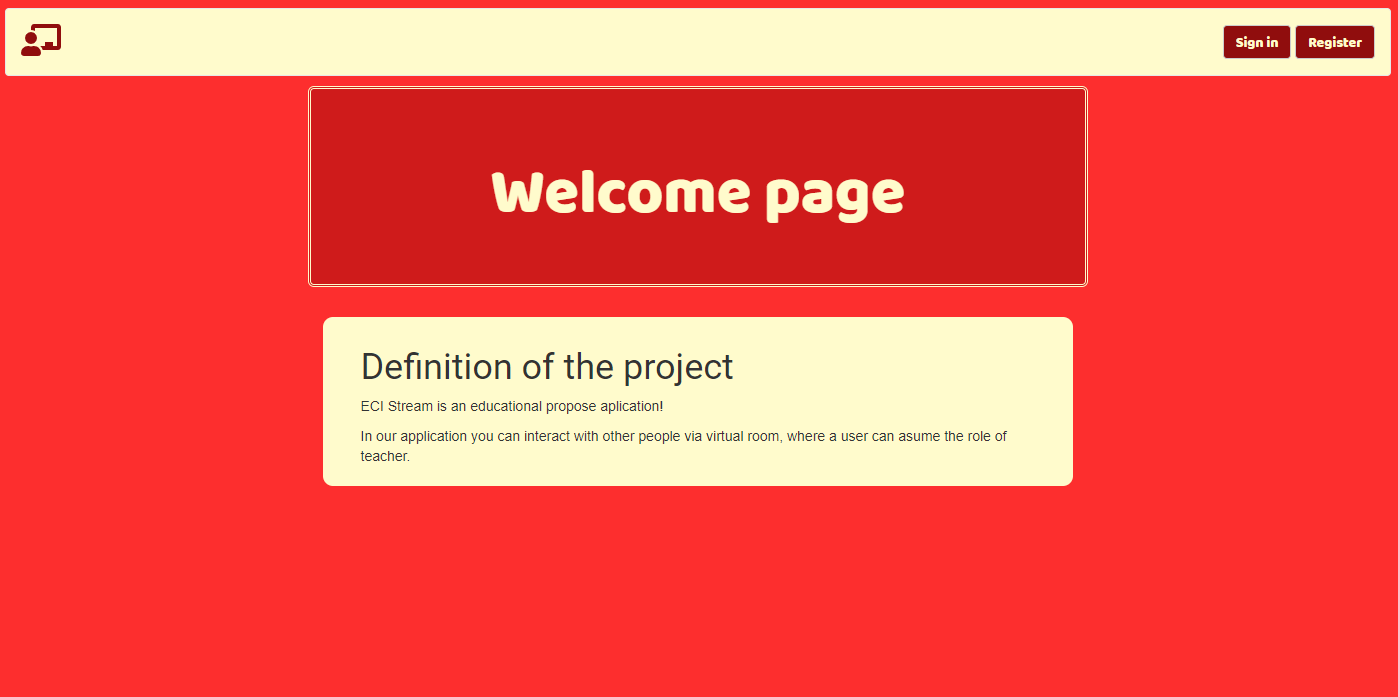 Sign in
Register
Welcome page
Definition of the project
ECI Stream is an educational propose aplication!
In our application you can interact with other people via virtual room, where a user can asume the role of
teacher.